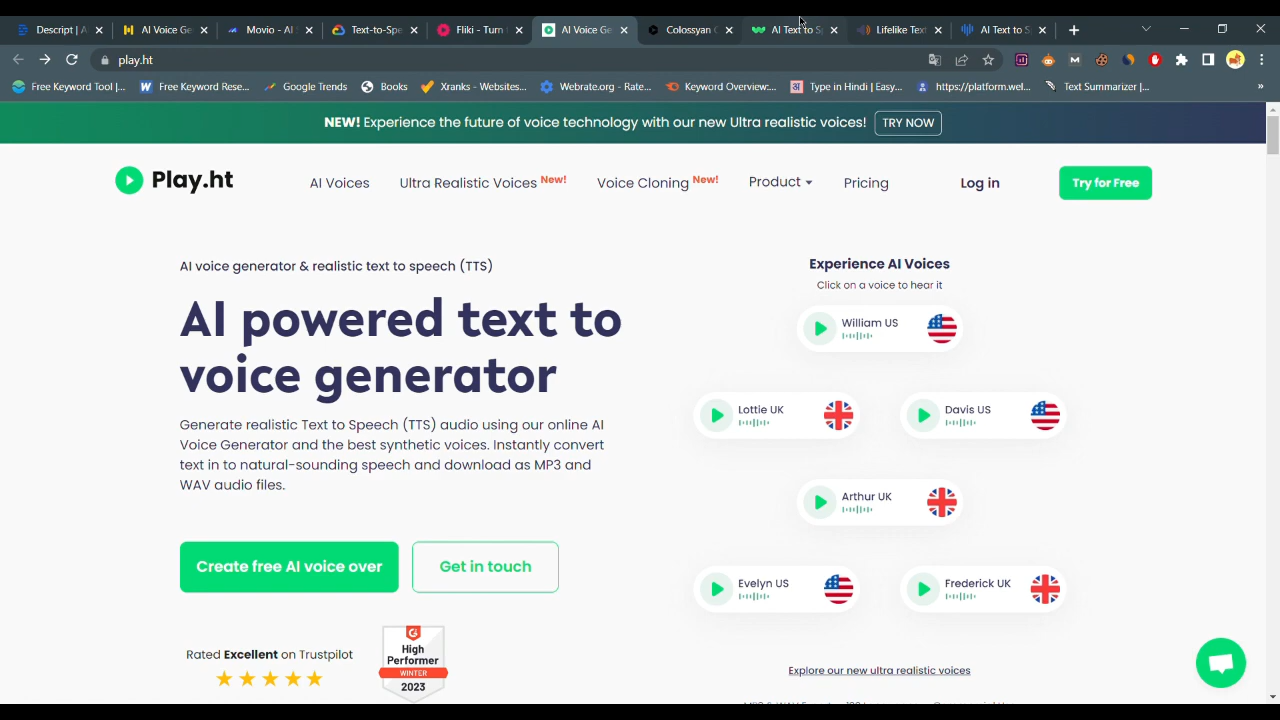 Descript | A
AI Voice Ge
Movio - AI
Text-to-Spe
Fliki - Turn
AI Voice Ge
Colossyan C
AI Text to Sp
Lifelike Text
AI Text to S
play.ht
Free Keyword Tool |...
Free Keyword Rese...
Google Trends
Books
Xranks - Websites...
Webrate.org - Rate...
Keyword Overview:...
अ Type in Hindi | Easy...
https://platform.wel...
Text Summarizer |...
»
NEW! Experience the future of voice technology with our new Ultra realistic voices! TRY NOW
Play.ht
AI Voices
Ultra Realistic Voices New!
Voice Cloning New!
Product
Pricing
Log in
Try for Free
AI voice generator & realistic text to speech (TTS)
AI powered text to
voice generator
Generate realistic Text to Speech (TTS) audio using our online AI
Voice Generator and the best synthetic voices. Instantly convert
text in to natural-sounding speech and download as MP3 and
WAV audio files.
Create free AI voice over
Get in touch
Rated Excellent on Trustpilot
High
Performer
WINTER
2023
Experience AI Voices
Click on a voice to hear it
William US
Lottie UK
Davis US
Arthur UK
Evelyn US
Frederick UK
Explore our new ultra realistic voices